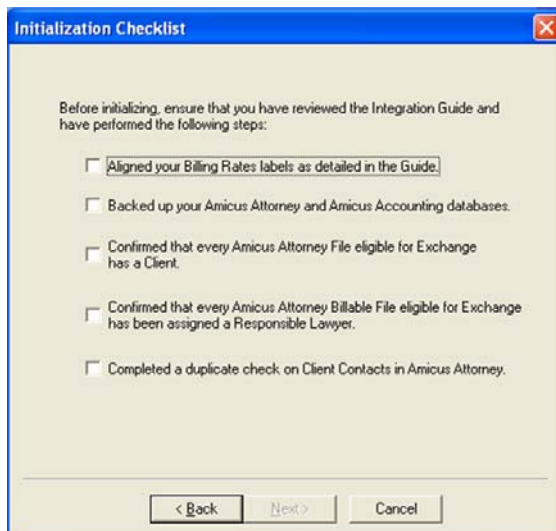 Initialization Checklist
Before initializing, ensure that you have reviewed the Integration Guide and
have performed the following steps:
Aligned your Billing Rates labels as detailed in the Guide.
Backed up your Amicus Attorney and Amicus Accounting databases.
Confirmed that every Amicus Attorney File eligible for Exchange
has a Client.
Confirmed that every Amicus Attorney Billable File eligible for Exchange
has been assigned a Responsible Lawyer.
Completed a duplicate check on Client Contacts in Amicus Attorney.
< Back Next > Cancel